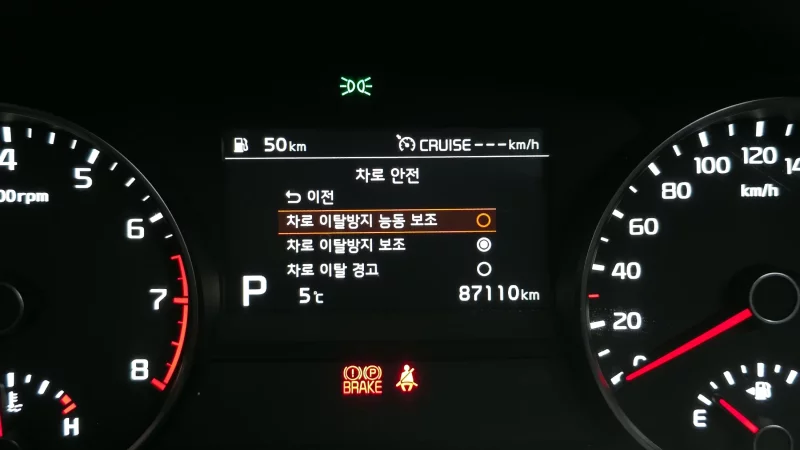 50km CRUISE---km/h
차로 안전
이전
차로 이탈방지 능동 보조
차로 이탈방지 보조
차로 이탈 경고
P 5℃ 87110km
4 5 6 7 8
00rpm
H
0 20 40 60 80 100 120 14
km/h
E
(!) (P)
BRAKE